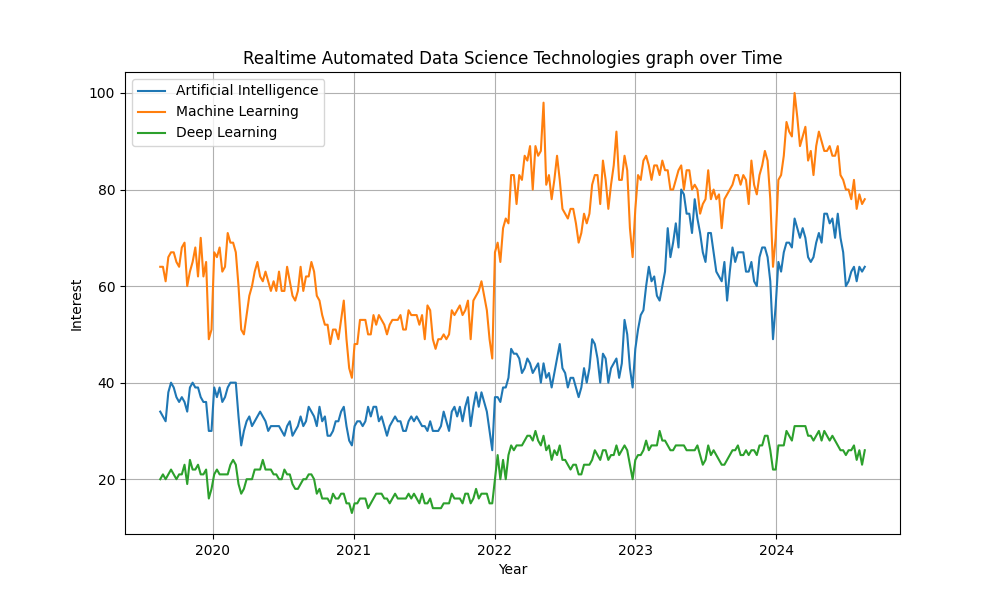 Realtime Automated Data Science Technologies graph over Time
Artificial Intelligence
Machine Learning
Deep Learning
100
80
60
40
20
Interest
2020 2021 2022 2023 2024
Year